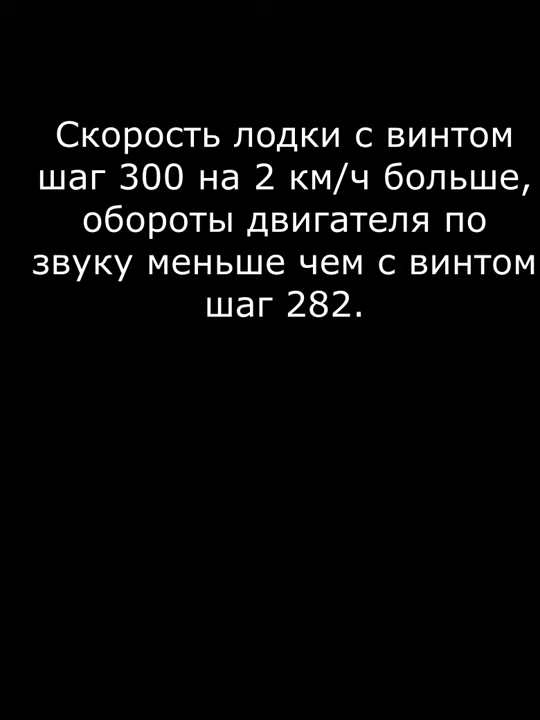 Скорость лодки с винтом
шаг 300 на 2 км/ч больше,
обороты двигателя по
звуку меньше чем с винтом
шаг 282.